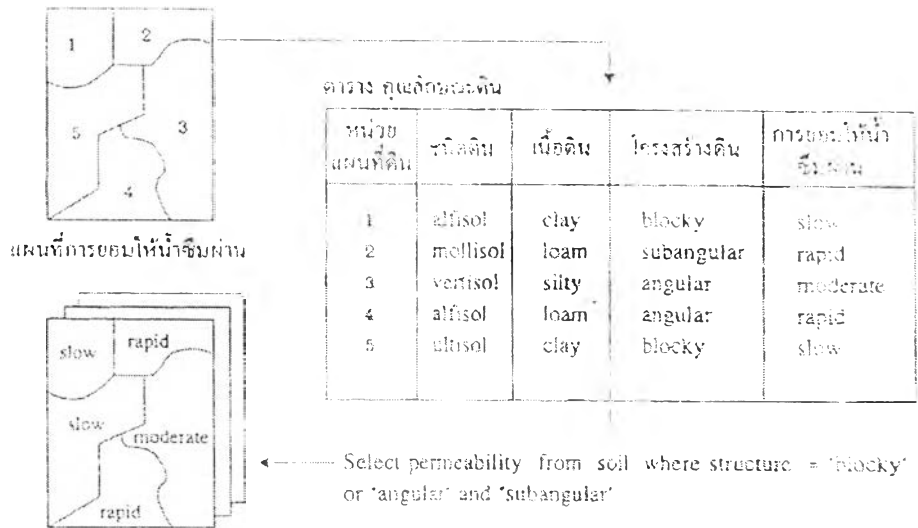 1
2
3
4
5
แผนที่การยอมให้น้ำซึมผ่าน
slow
rapid
slow
moderate
rapid
ตาราง คุณลักษณะดิน
หน่วยแผนที่ดิน ชนิดดิน เนื้อดิน โครงสร้างดิน การยอมให้น้ำซึมผ่าน
1 alfisol clay blocky slow
2 mollisol loam subangular rapid
3 vertisol silty angular moderate
4 alfisol loam angular rapid
5 ultisol clay blocky slow
Select permeability from soil where structure = 'blocky'
or 'angular' and 'subangular'